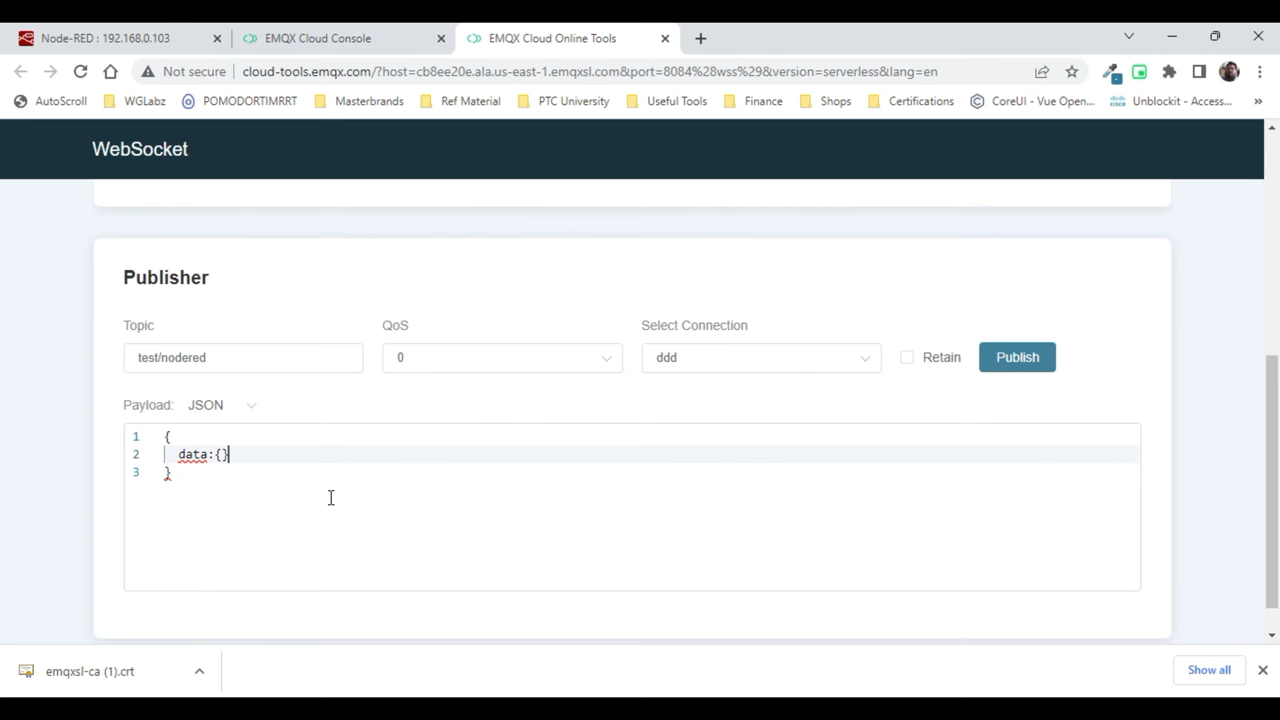 Node-RED : 192.168.0.103
EMQX Cloud Console
EMQX Cloud Online Tools
Not secure
cloud-tools.emqx.com/?host=cb8ee20e.ala.us-east-1.emqxsl.com&port=8084%28wss%29&version=serverless&lang=en
AutoScroll
WGLabz
POMODORTIMRRT
Masterbrands
Ref Material
PTC University
Useful Tools
Finance
Shops
Certifications
CoreUI - Vue Open...
Unblockit - Access...
»
WebSocket
Publisher
Topic
QoS
Select Connection
test/nodered
0
ddd
Retain
Publish
Payload: JSON
1 {
2 data:{}
3 }
emqxsl-ca (1).crt
Show all